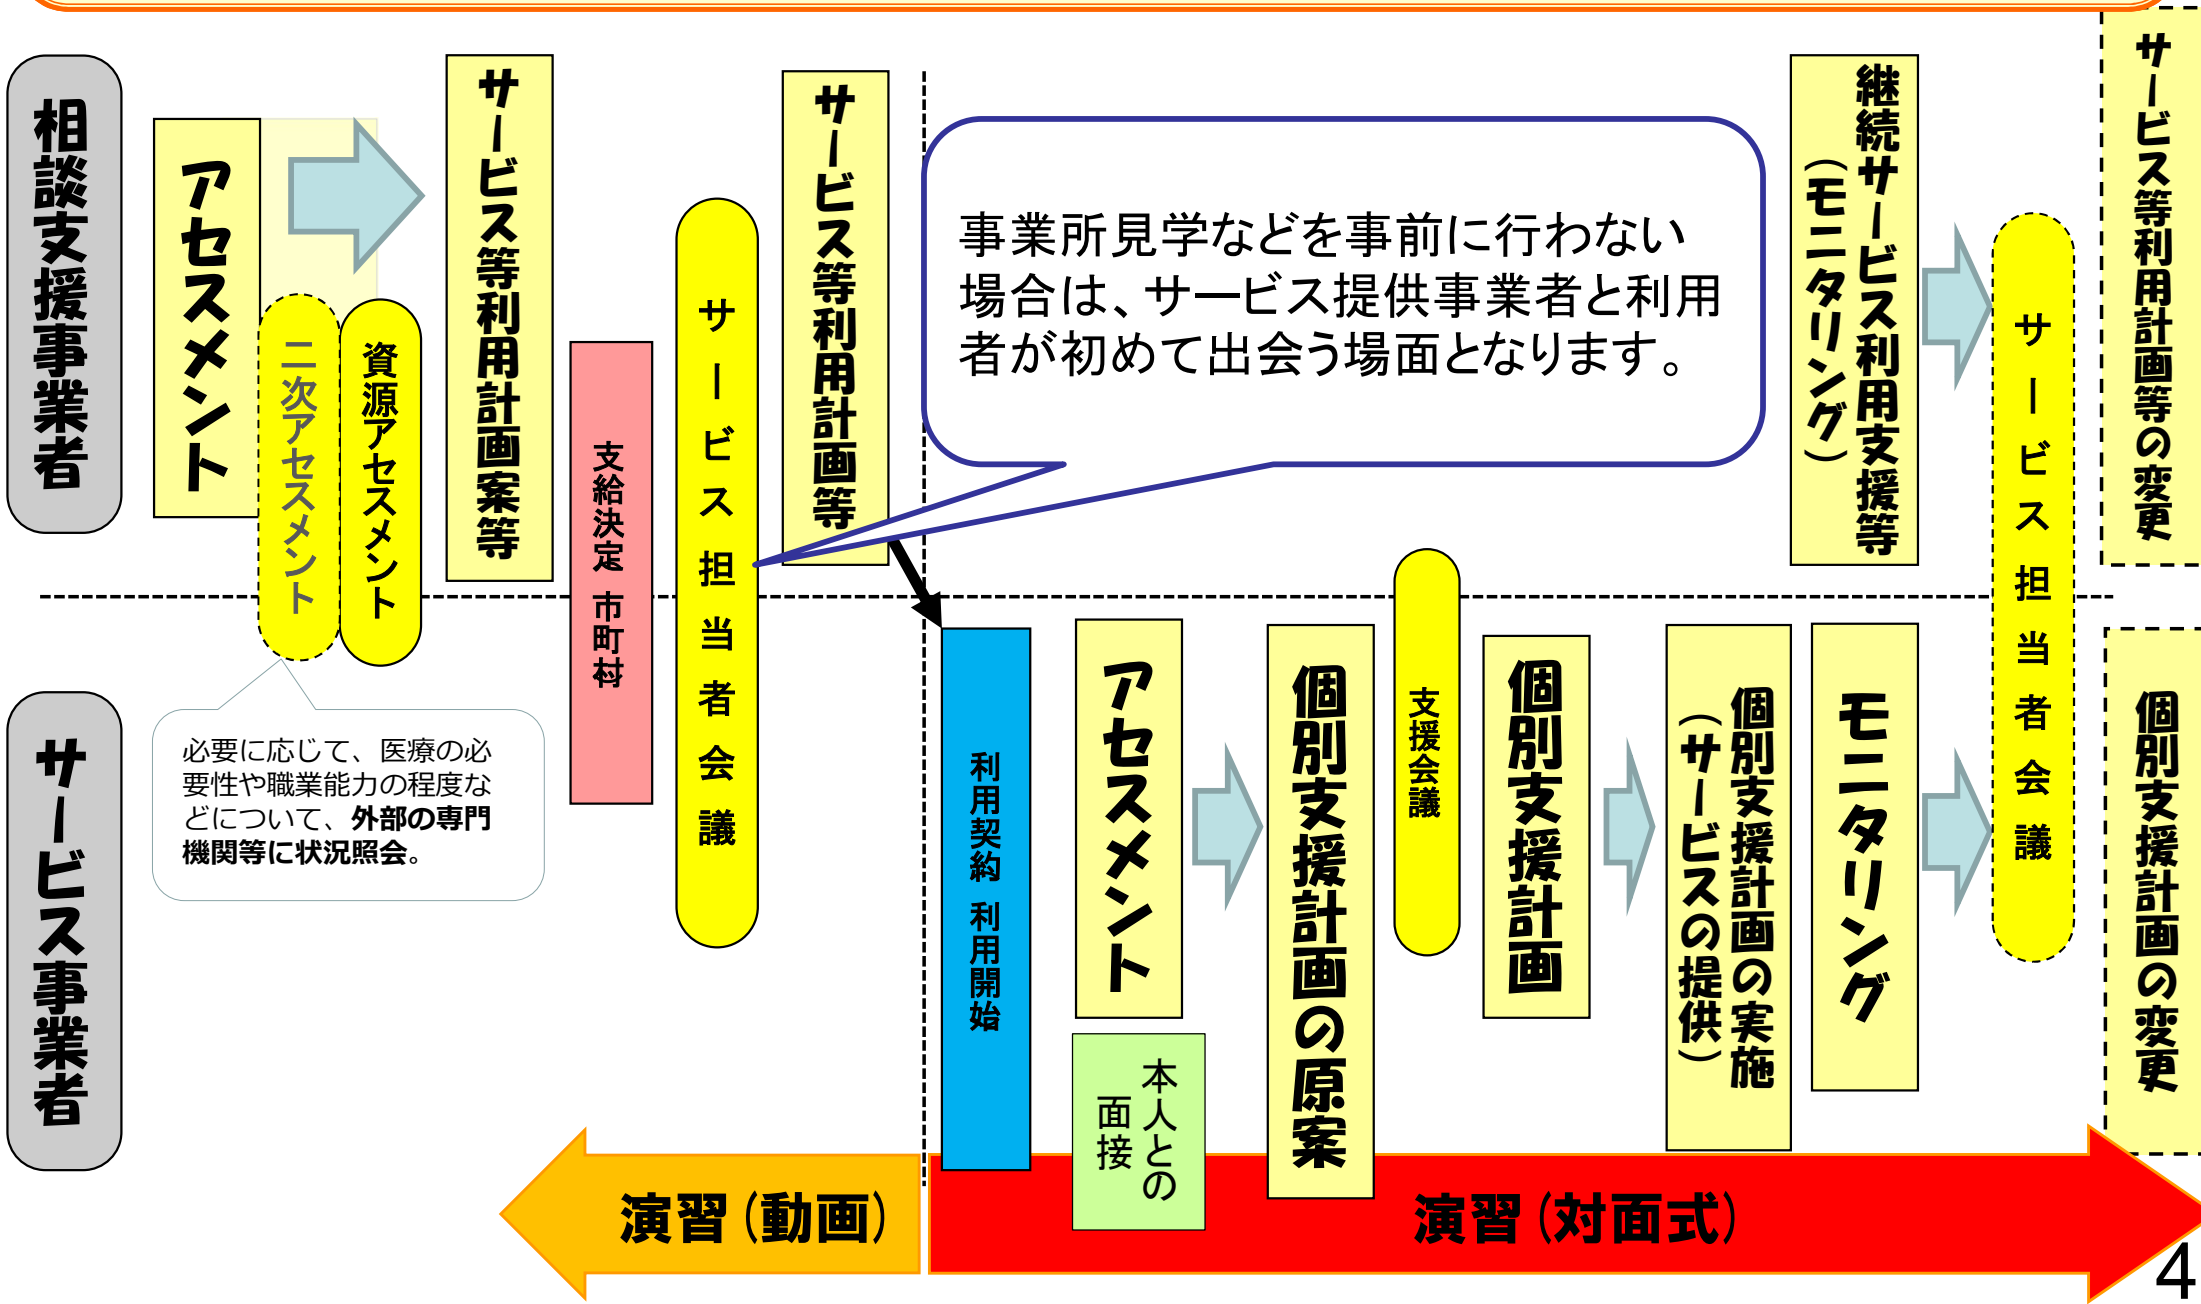 相談支援事業者
アセスメント
二次アセスメント
資源アセスメント
サービス等利用計画案等
支給決定 市町村
サービス担当者会議
サービス等利用計画等
事業所見学などを事前に行わない
場合は、サービス提供事業者と利用
者が初めて出会う場面となります。
継続サービス利用支援等
（モニタリング）
サービス担当者会議
サービス等利用計画等の変更
サービス事業者
必要に応じて、医療の必
要性や職業能力の程度な
どについて、外部の専門
機関等に状況照会。
利用契約 利用開始
アセスメント
本人との
面接
個別支援計画の原案
支援会議
個別支援計画
個別支援計画の実施
（サービスの提供）
モニタリング
個別支援計画の変更
演習（動画）
演習（対面式）
4